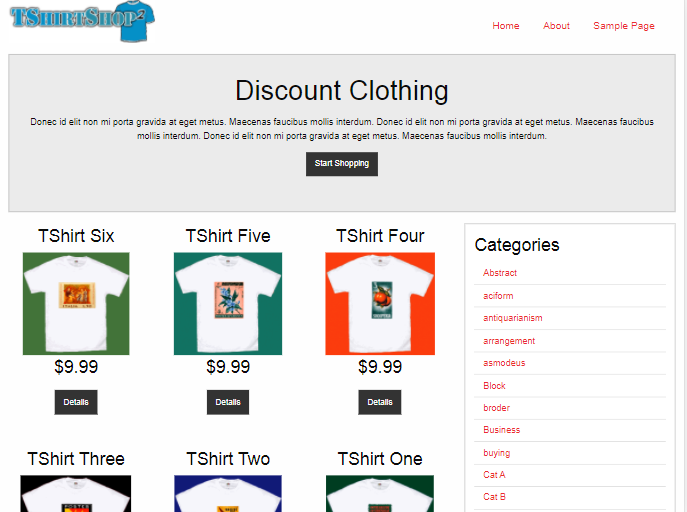 TShirtShop²
Home About Sample Page
Discount Clothing
Donec id elit non mi porta gravida at eget metus. Maecenas faucibus mollis interdum. Donec id elit non mi porta gravida at eget metus. Maecenas faucibus
mollis interdum. Donec id elit non mi porta gravida at eget metus. Maecenas faucibus mollis interdum.
Start Shopping
TShirt Six TShirt Five TShirt Four
$9.99 $9.99 $9.99
Details Details Details
TShirt Three TShirt Two TShirt One
POSTER
Categories
Abstract
aciform
antiquarianism
arrangement
asmodeus
Block
broder
Business
buying
Cat A
Cat B